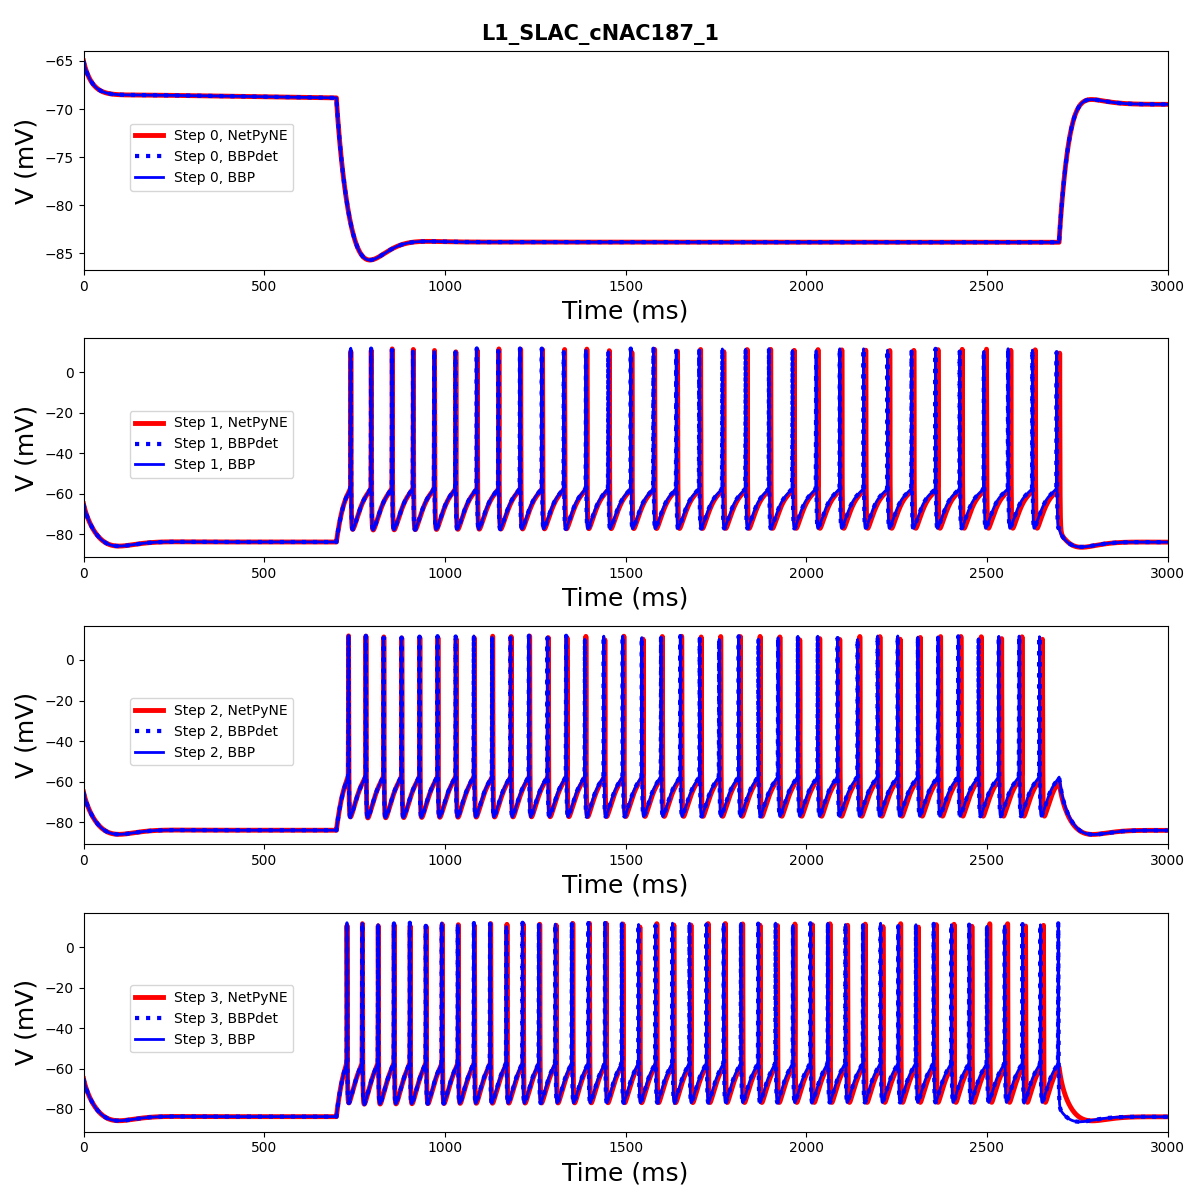 L1_SLAC_cNAC187_1
−65
−70
−75
−80
−85
V (mV)
Step 0, NetPyNE
Step 0, BBPdet
Step 0, BBP
0 500 1000 1500 2000 2500 3000
Time (ms)
0
−20
−40
−60
−80
V (mV)
Step 1, NetPyNE
Step 1, BBPdet
Step 1, BBP
0 500 1000 1500 2000 2500 3000
Time (ms)
0
−20
−40
−60
−80
V (mV)
Step 2, NetPyNE
Step 2, BBPdet
Step 2, BBP
0 500 1000 1500 2000 2500 3000
Time (ms)
0
−20
−40
−60
−80
V (mV)
Step 3, NetPyNE
Step 3, BBPdet
Step 3, BBP
0 500 1000 1500 2000 2500 3000
Time (ms)